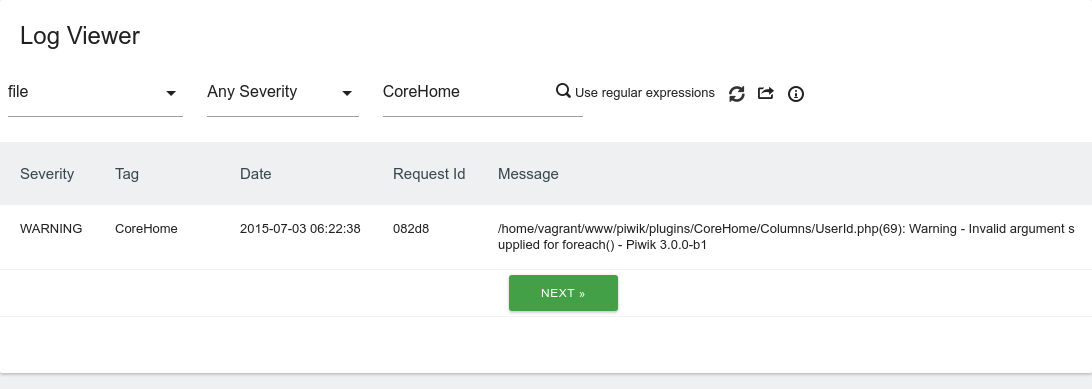 Log Viewer
file Any Severity CoreHome Use regular expressions
Severity Tag Date Request Id Message
WARNING CoreHome 2015-07-03 06:22:38 082d8 /home/vagrant/www/piwik/plugins/CoreHome/Columns/UserId.php(69): Warning - Invalid argument s
upplied for foreach() - Piwik 3.0.0-b1
NEXT »